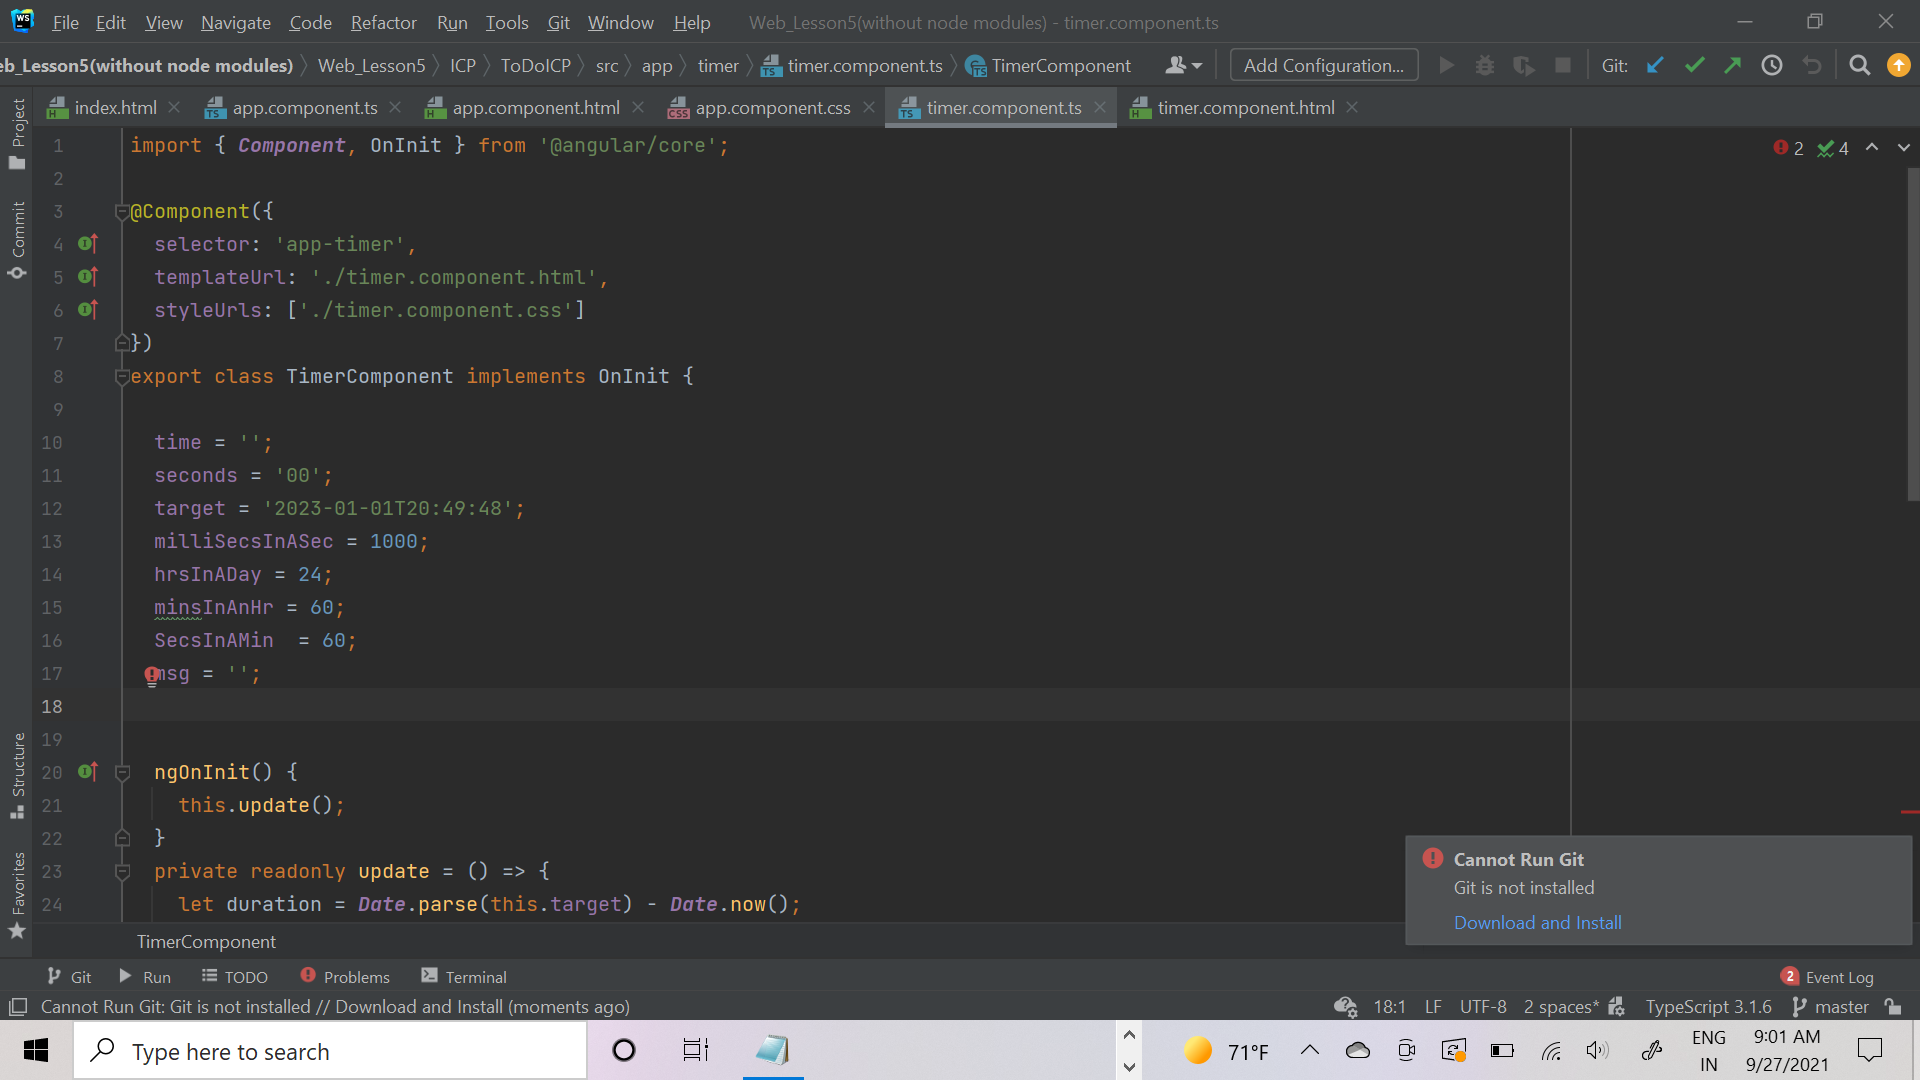 WS File Edit View Navigate Code Refactor Run Tools Git Window Help Web_Lesson5(without node modules) - timer.component.ts
eb_Lesson5(without node modules) Web_Lesson5 ICP ToDoICP src app timer timer.component.ts TimerComponent Add Configuration... Git:
index.html app.component.ts app.component.html app.component.css timer.component.ts timer.component.html
Project
Commit
Structure
Favorites
2 4
1 import { Component, OnInit } from '@angular/core';
2
3 @Component({
4 selector: 'app-timer',
5 templateUrl: './timer.component.html',
6 styleUrls: ['./timer.component.css']
7 })
8 export class TimerComponent implements OnInit {
9
10 time = '';
11 seconds = '00';
12 target = '2023-01-01T20:49:48';
13 milliSecsInASec = 1000;
14 hrsInADay = 24;
15 minsInAnHr = 60;
16 SecsInAMin  = 60;
17 msg = '';
18
19
20 ngOnInit() {
21 this.update();
22 }
23 private readonly update = () => {
24 let duration = Date.parse(this.target) - Date.now();
Cannot Run Git
Git is not installed
Download and Install
TimerComponent
Git Run TODO Problems Terminal 2 Event Log
Cannot Run Git: Git is not installed // Download and Install (moments ago) 18:1 LF UTF-8 2 spaces* TypeScript 3.1.6 master
Type here to search 71°F ENG IN 9:01 AM 9/27/2021